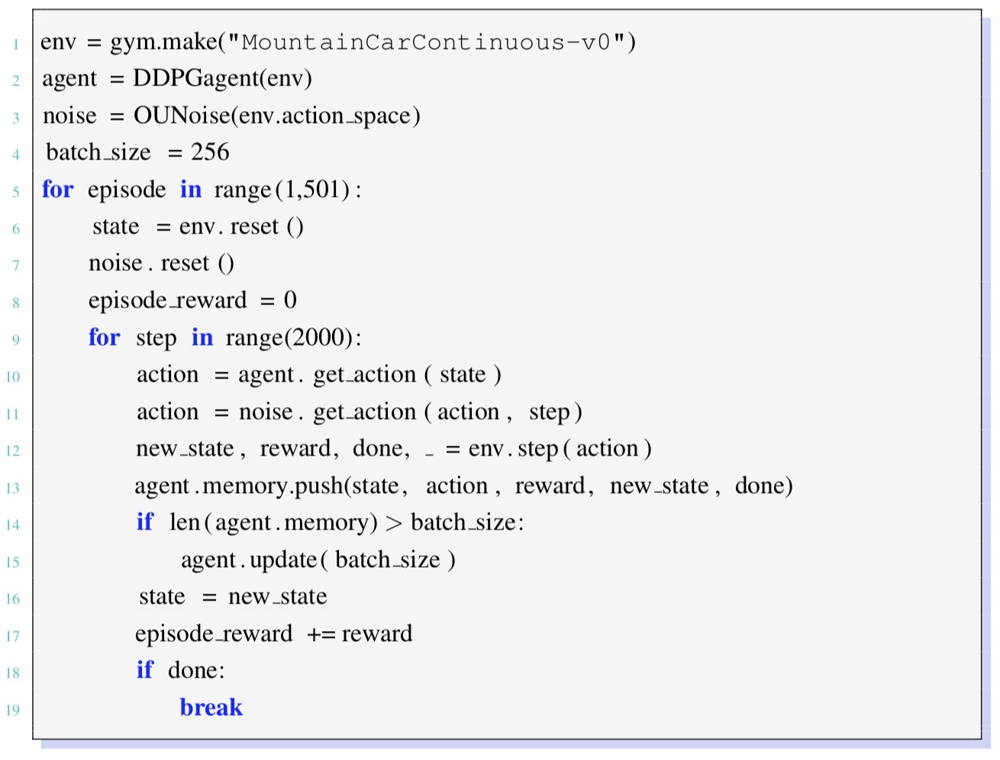 1 env = gym.make("MountainCarContinuous-v0")
2 agent = DDPGagent(env)
3 noise = OUNoise(env.action_space)
4 batch_size = 256
5 for episode in range(1,501):
6     state = env.reset()
7     noise.reset()
8     episode_reward = 0
9     for step in range(2000):
10         action = agent.get_action(state)
11         action = noise.get_action(action, step)
12         new_state, reward, done, _ = env.step(action)
13         agent.memory.push(state, action, reward, new_state, done)
14         if len(agent.memory) > batch_size:
15             agent.update(batch_size)
16         state = new_state
17         episode_reward += reward
18         if done:
19             break